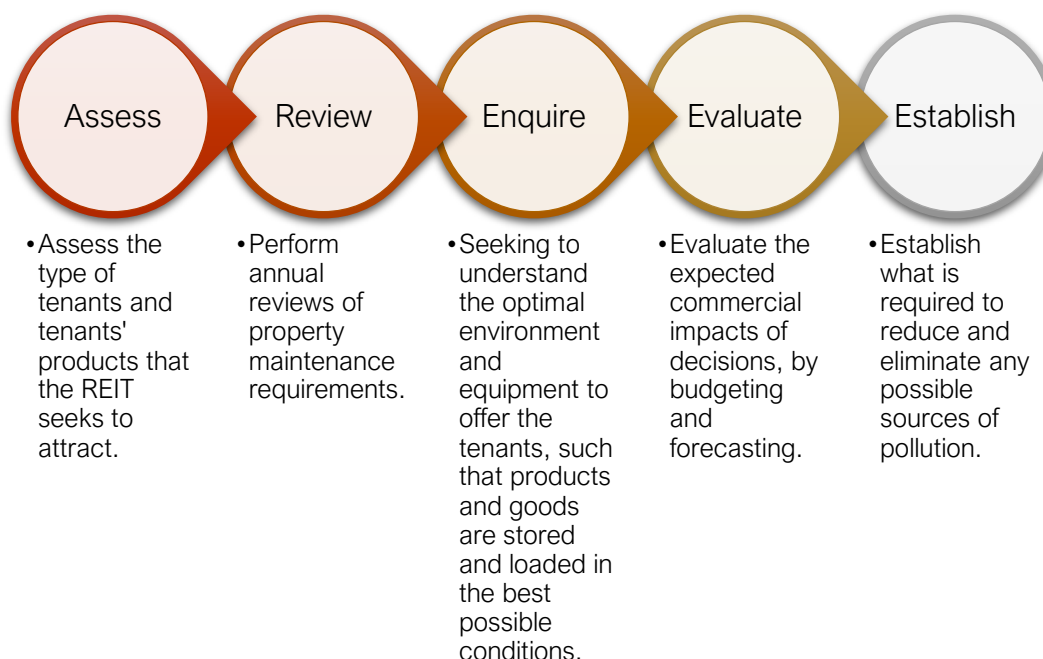 Assess
Review
Enquire
Evaluate
Establish
•Assess the
type of
tenants and
tenants'
products that
the REIT
seeks to
attract.
•Perform
annual
reviews of
property
maintenance
requirements.
•Seeking to
understand
the optimal
environment
and
equipment to
offer the
tenants, such
that products
and goods
are stored
and loaded in
the best
possible
conditions.
•Evaluate the
expected
commercial
impacts of
decisions, by
budgeting
and
forecasting.
•Establish
what is
required to
reduce and
eliminate any
possible
sources of
pollution.